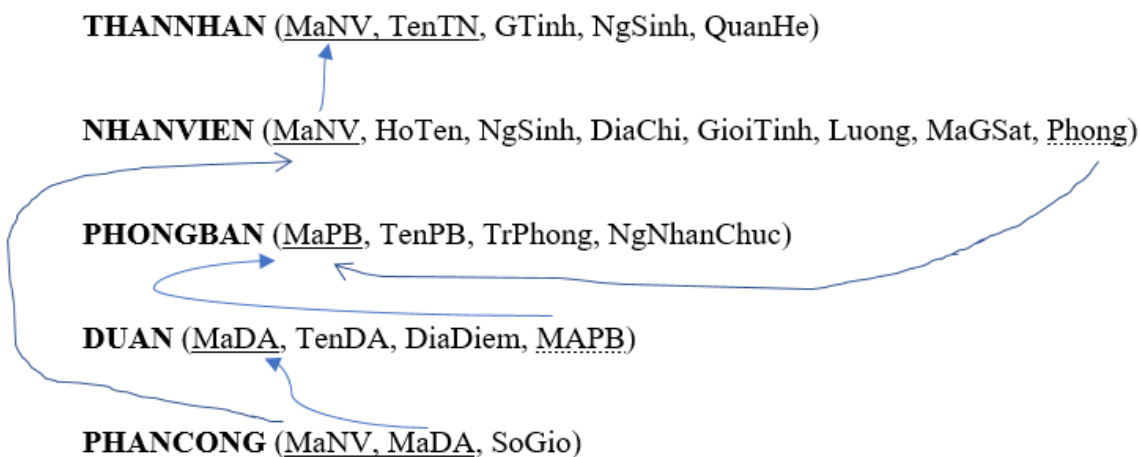 THANNHAN (MaNV, TenTN, GTinh, NgSinh, QuanHe)
NHANVIEN (MaNV, HoTen, NgSinh, DiaChi, GioiTinh, Luong, MaGSat, Phong)
PHONGBAN (MaPB, TenPB, TrPhong, NgNhanChuc)
DUAN (MaDA, TenDA, DiaDiem, MAPB)
PHANCONG (MaNV, MaDA, SoGio)